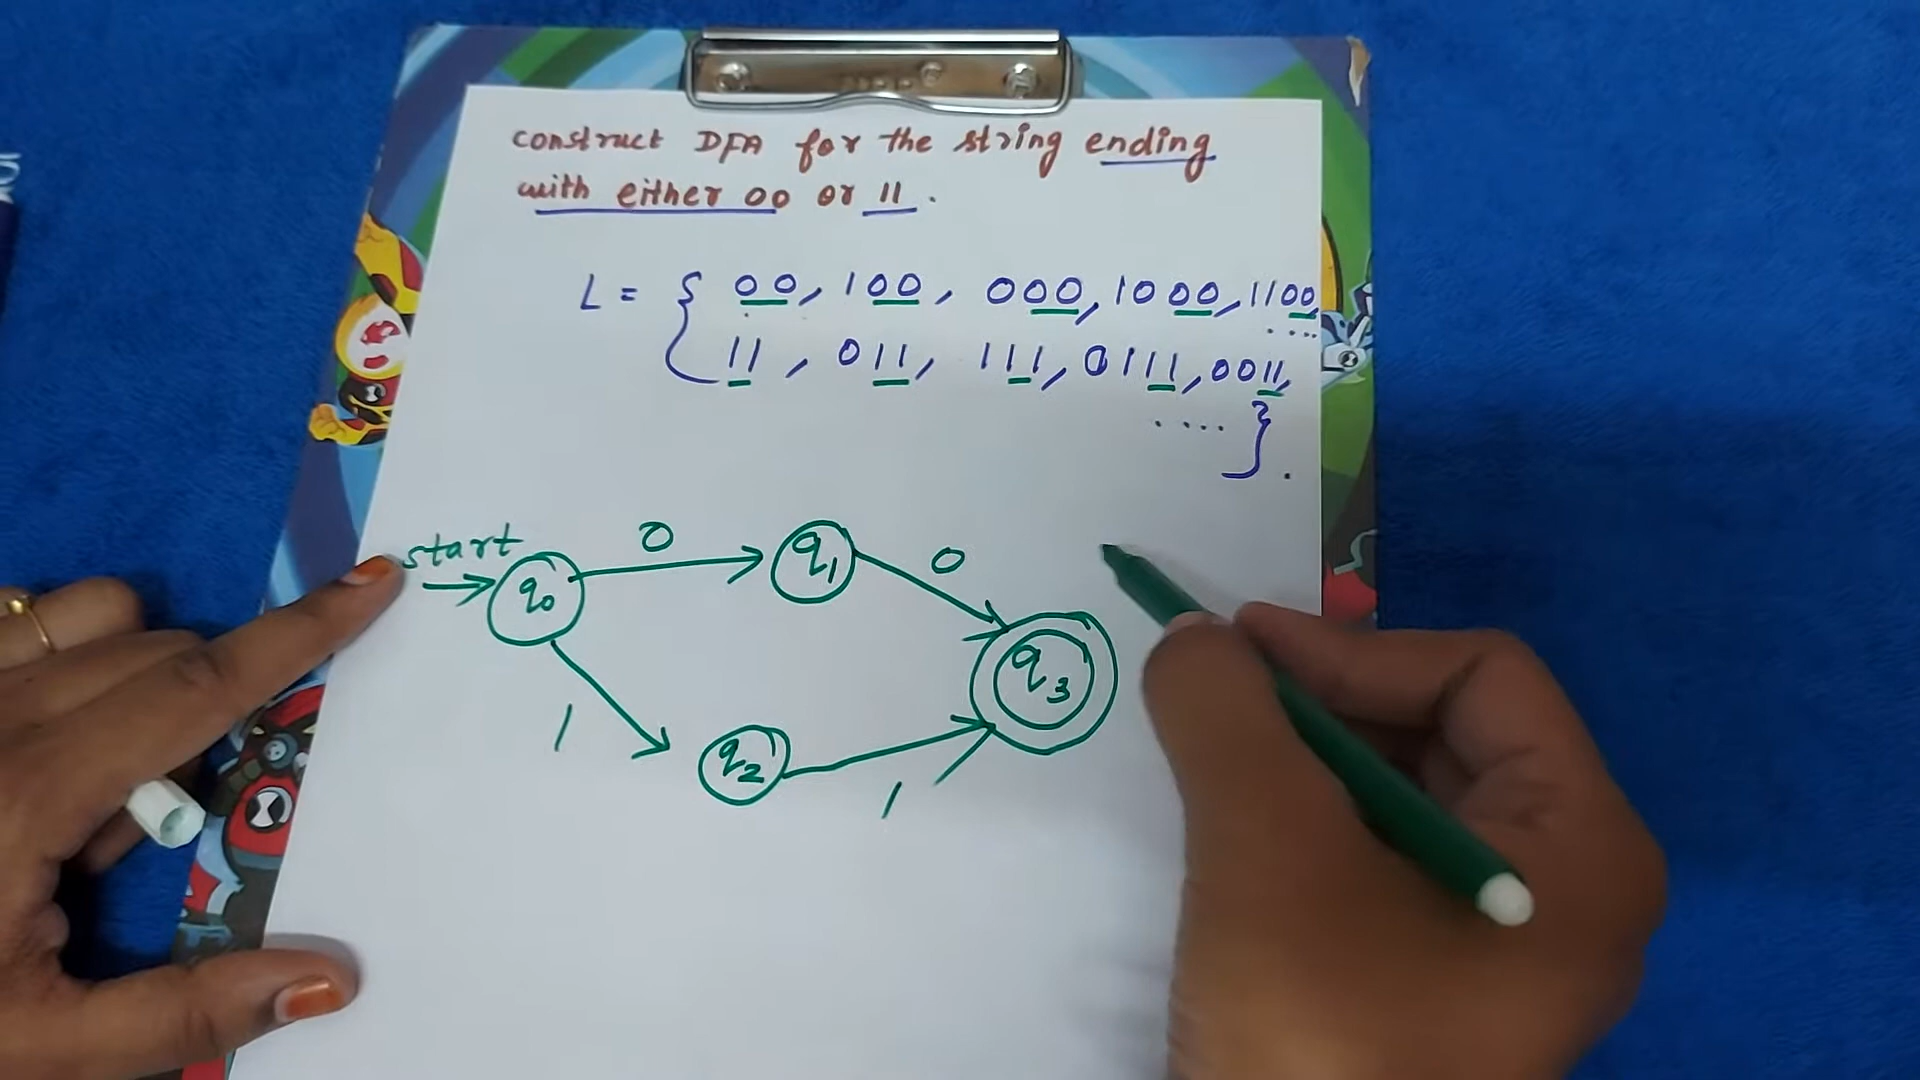 construct DFA for the string ending
with either 00 or 11.
L = { 00, 100, 000, 1000, 1100,
....
11, 011, 111, 0111, 0011,
.... }.
start
0
q1
0
q0
q3
1
q2
1